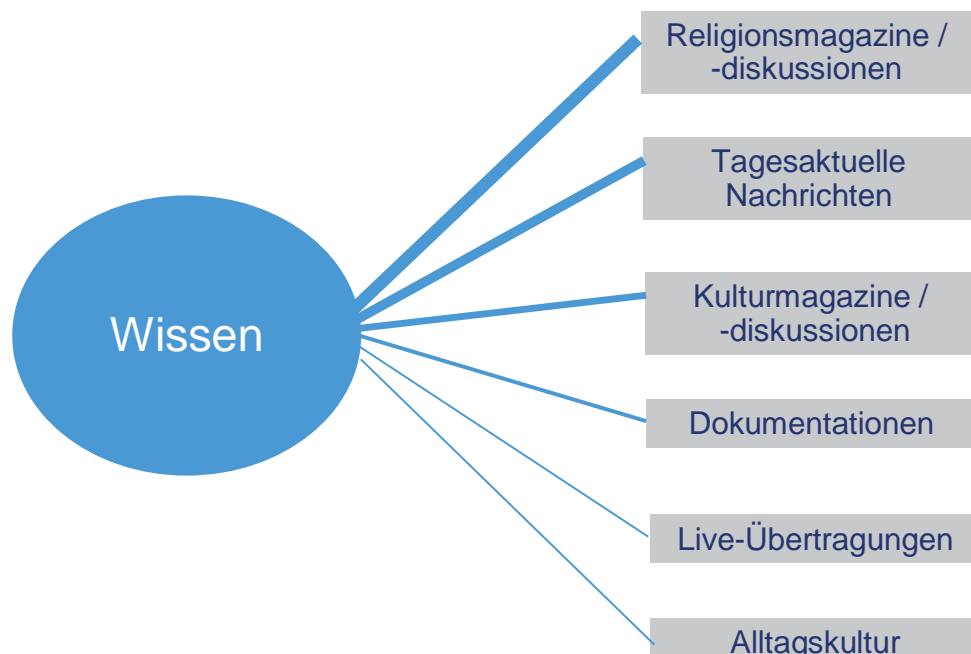 Religionsmagazine /
-diskussionen
Tagesaktuelle
Nachrichten
Wissen
Kulturmagazine /
-diskussionen
Dokumentationen
Live-Übertragungen
Alltagskultur